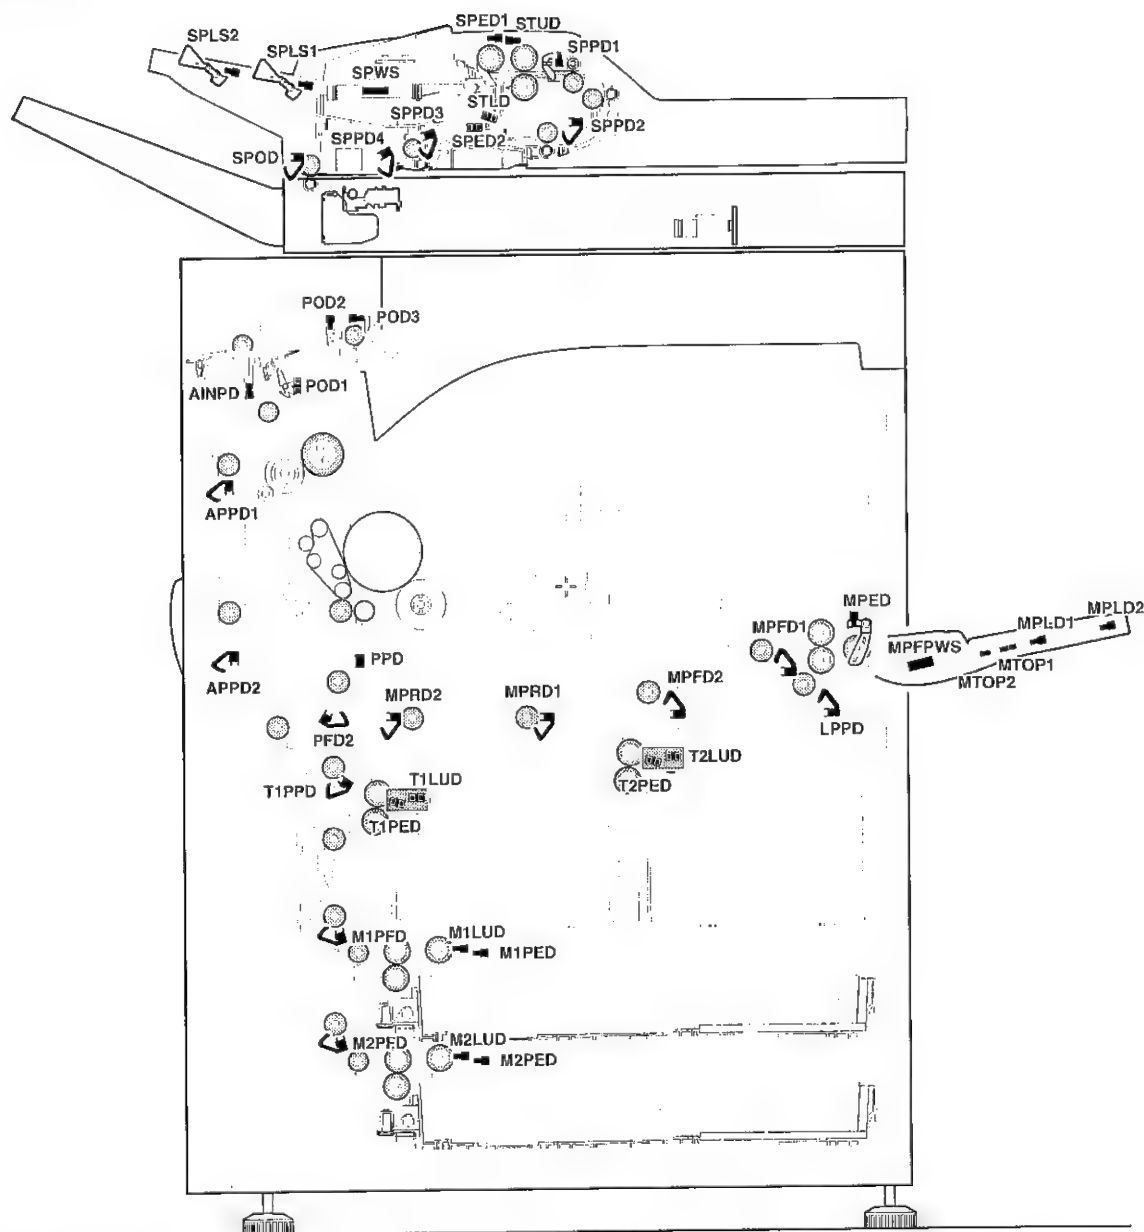 SPED1 STUD
SPLS2
SPLS1
SPPD1
SPWS
STLD
SPPD3
SPPD2
SPED2
SPPD4
SPOD
POD2
POD3
AINPD
POD1
APPD1
MPED
MPLD2
MPLD1
MPFD1
MPFPWS
MTOP1
MTOP2
PPD
APPD2
MPRD2
MPRD1
MPFD2
LPPD
PFD2
T2LUD
T1LUD
T1PPD
T2PED
T1PED
M1LUD
M1PFD
M1PED
M2LUD
M2PFD
M2PED